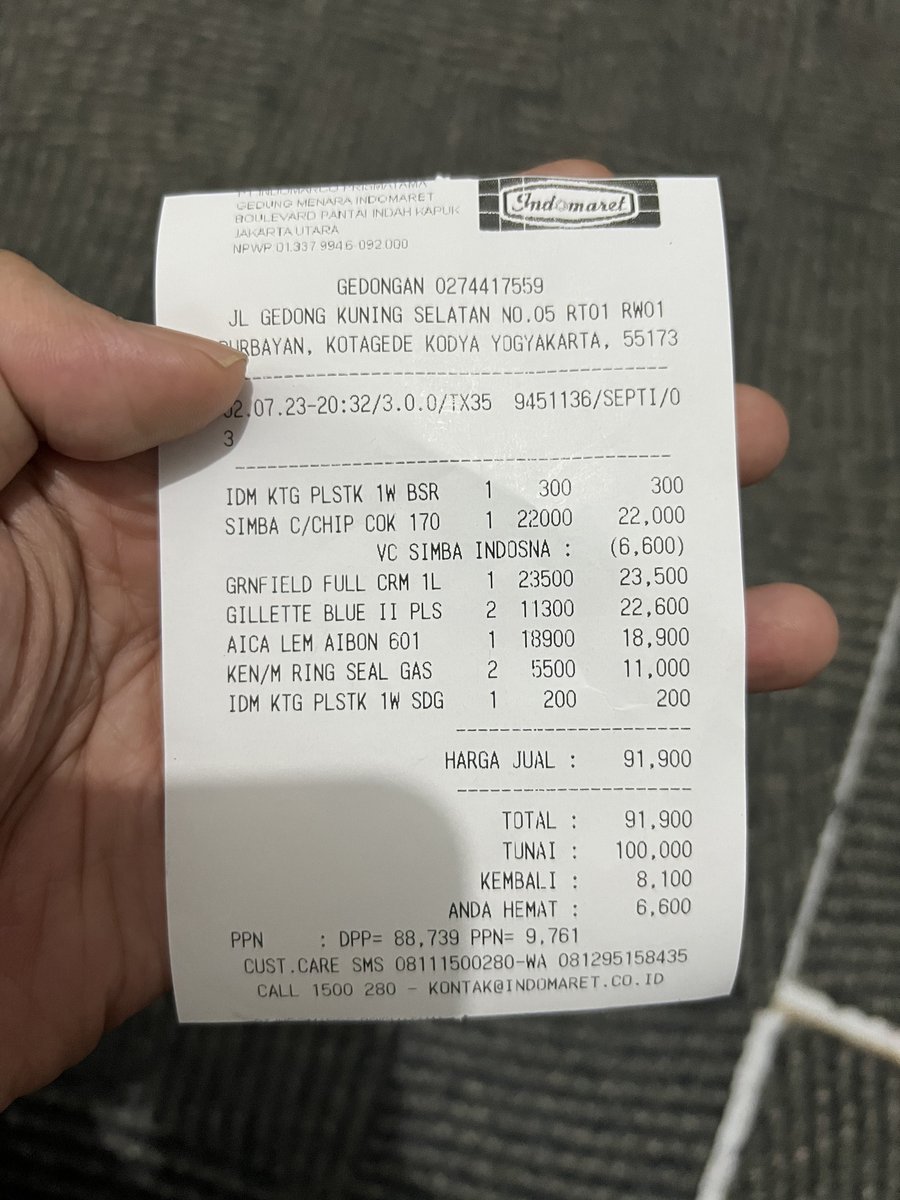 GEDUNG MENARA INDOMARET
BOULEVARD PANTAI INDAH KAPUK
JAKARTA UTARA
NPWP 01.337.994.6-092.000
Indomaret
GEDONGAN 0274417559
JL GEDONG KUNING SELATAN NO.05 RT01 RW01
PURBAYAN, KOTAGEDE KODYA YOGYAKARTA, 55173
02.07.23-20:32/3.0.0/TX35 9451136/SEPTI/0
3
IDM KTG PLSTK 1W BSR 1 300 300
SIMBA C/CHIP COK 170 1 22000 22,000
VC SIMBA INDOSNA : (6,600)
GRNFIELD FULL CRM 1L 1 23500 23,500
GILLETTE BLUE II PLS 2 11300 22,600
AICA LEM AIBON 601 1 18900 18,900
KEN/M RING SEAL GAS 2 5500 11,000
IDM KTG PLSTK 1W SDG 1 200 200
HARGA JUAL : 91,900
TOTAL : 91,900
TUNAI : 100,000
KEMBALI : 8,100
ANDA HEMAT : 6,600
PPN : DPP= 88,739 PPN= 9,761
CUST.CARE SMS 08111500280-WA 081295158435
CALL 1500 280 - KONTAK@INDOMARET.CO.ID